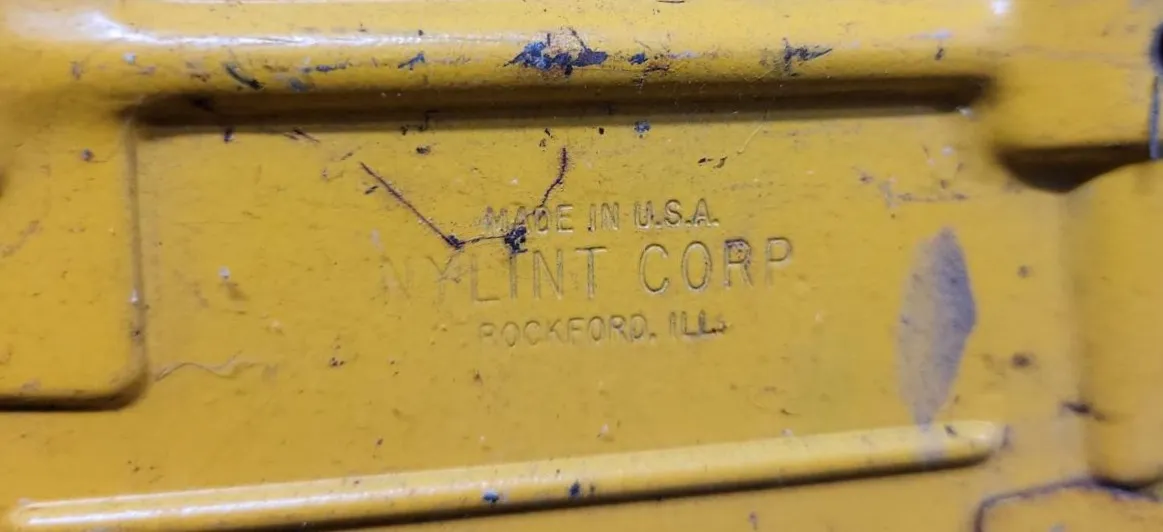 MADE IN U.S.A.
NYLINT CORP
ROCKFORD, ILL.